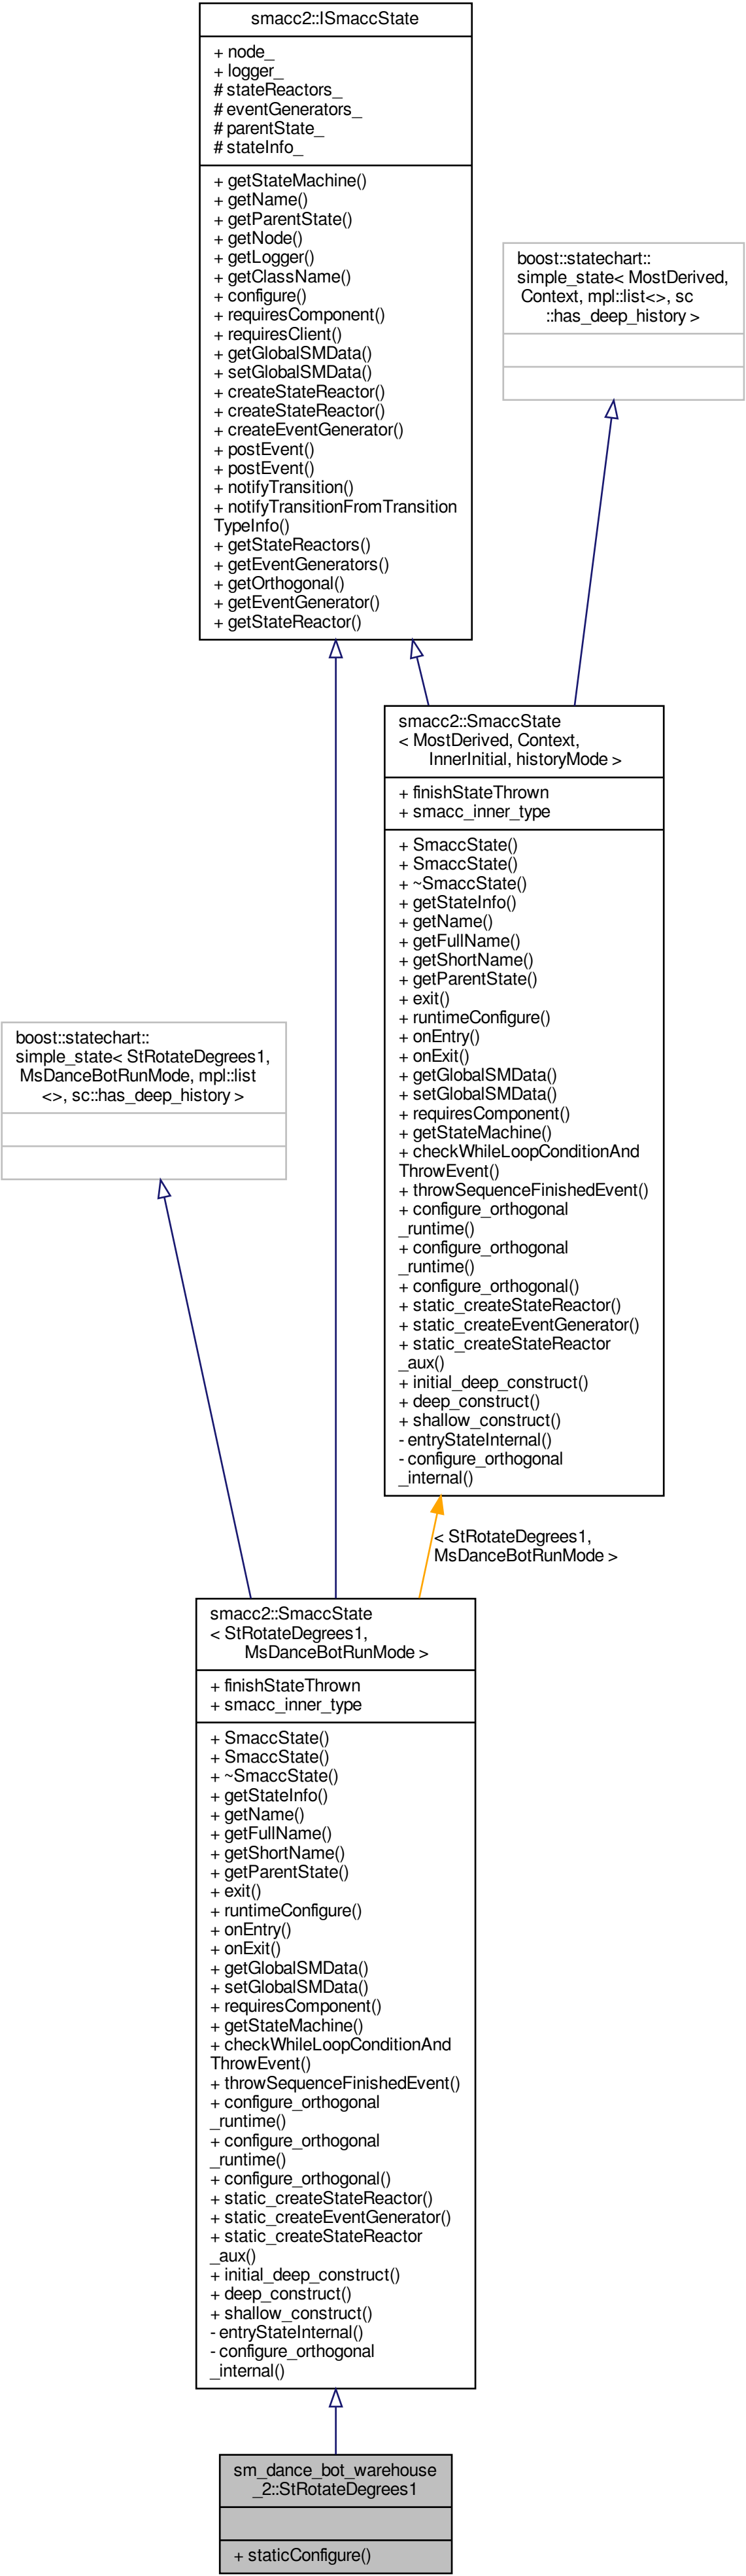 smacc2::ISmaccState
+ node_
+ logger_
# stateReactors_
# eventGenerators_
# parentState_
# stateInfo_
+ getStateMachine()
+ getName()
+ getParentState()
+ getNode()
+ getLogger()
+ getClassName()
+ configure()
+ requiresComponent()
+ requiresClient()
+ getGlobalSMData()
+ setGlobalSMData()
+ createStateReactor()
+ createStateReactor()
+ createEventGenerator()
+ postEvent()
+ postEvent()
+ notifyTransition()
+ notifyTransitionFromTransition
TypeInfo()
+ getStateReactors()
+ getEventGenerators()
+ getOrthogonal()
+ getEventGenerator()
+ getStateReactor()
boost::statechart::
simple_state< MostDerived,
Context, mpl::list<>, sc
::has_deep_history >
smacc2::SmaccState
< MostDerived, Context,
InnerInitial, historyMode >
+ finishStateThrown
+ smacc_inner_type
+ SmaccState()
+ SmaccState()
+ ~SmaccState()
+ getStateInfo()
+ getName()
+ getFullName()
+ getShortName()
+ getParentState()
+ exit()
+ runtimeConfigure()
+ onEntry()
+ onExit()
+ getGlobalSMData()
+ setGlobalSMData()
+ requiresComponent()
+ getStateMachine()
+ checkWhileLoopConditionAnd
ThrowEvent()
+ throwSequenceFinishedEvent()
+ configure_orthogonal
_runtime()
+ configure_orthogonal
_runtime()
+ configure_orthogonal()
+ static_createStateReactor()
+ static_createEventGenerator()
+ static_createStateReactor
_aux()
+ initial_deep_construct()
+ deep_construct()
+ shallow_construct()
- entryStateInternal()
- configure_orthogonal
_internal()
boost::statechart::
simple_state< StRotateDegrees1,
MsDanceBotRunMode, mpl::list
<>, sc::has_deep_history >
< StRotateDegrees1,
MsDanceBotRunMode >
smacc2::SmaccState
< StRotateDegrees1,
MsDanceBotRunMode >
+ finishStateThrown
+ smacc_inner_type
+ SmaccState()
+ SmaccState()
+ ~SmaccState()
+ getStateInfo()
+ getName()
+ getFullName()
+ getShortName()
+ getParentState()
+ exit()
+ runtimeConfigure()
+ onEntry()
+ onExit()
+ getGlobalSMData()
+ setGlobalSMData()
+ requiresComponent()
+ getStateMachine()
+ checkWhileLoopConditionAnd
ThrowEvent()
+ throwSequenceFinishedEvent()
+ configure_orthogonal
_runtime()
+ configure_orthogonal
_runtime()
+ configure_orthogonal()
+ static_createStateReactor()
+ static_createEventGenerator()
+ static_createStateReactor
_aux()
+ initial_deep_construct()
+ deep_construct()
+ shallow_construct()
- entryStateInternal()
- configure_orthogonal
_internal()
sm_dance_bot_warehouse
_2::StRotateDegrees1
+ staticConfigure()